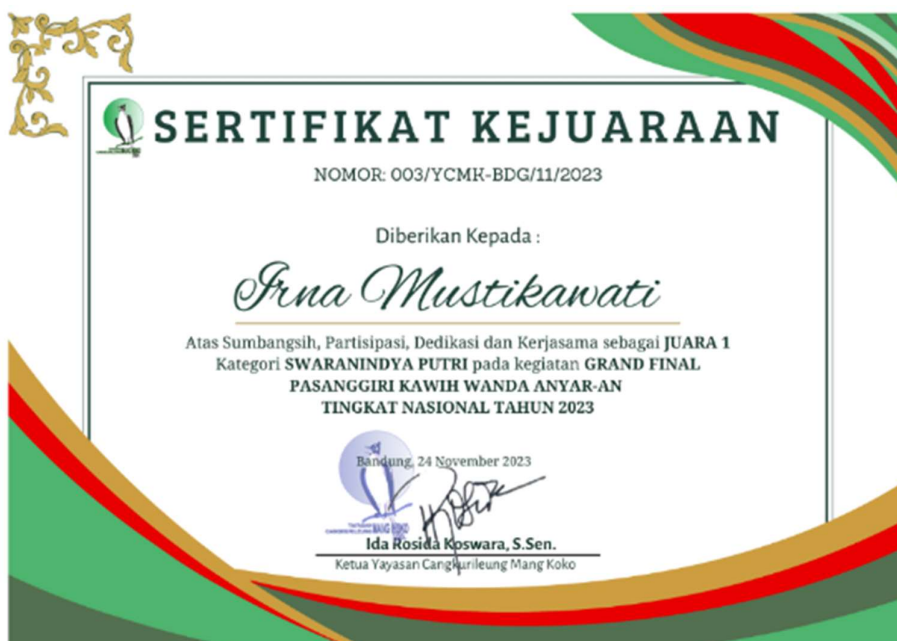 SERTIFIKAT KEJUARAAN
NOMOR: 003/YCMK-BDG/11/2023
Diberikan Kepada :
Irna Mustikawati
Atas Sumbangsih, Partisipasi, Dedikasi dan Kerjasama sebagai JUARA 1
Kategori SWARANINDYA PUTRI pada kegiatan GRAND FINAL
PASANGGIRI KAWIH WANDA ANYAR-AN
TINGKAT NASIONAL TAHUN 2023
Bandung, 24 November 2023
MANG KOKO
Ida Rosida Koswara, S.Sen.
Ketua Yayasan Cangkurileung Mang Koko